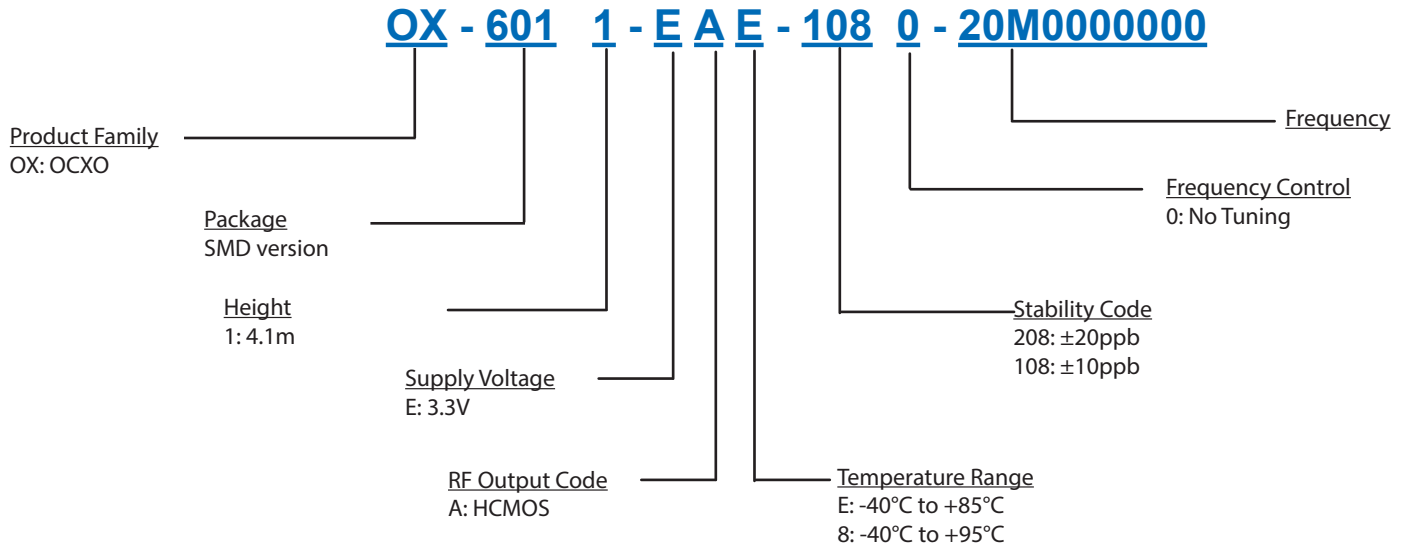 OX - 601 1 - E A E - 108 0 - 20M0000000
Frequency
Product Family
OX: OCXO
Frequency Control
0: No Tuning
Package
SMD version
Height
1: 4.1m
Stability Code
208: ±20ppb
108: ±10ppb
Supply Voltage
E: 3.3V
RF Output Code
A: HCMOS
Temperature Range
E: -40°C to +85°C
8: -40°C to +95°C